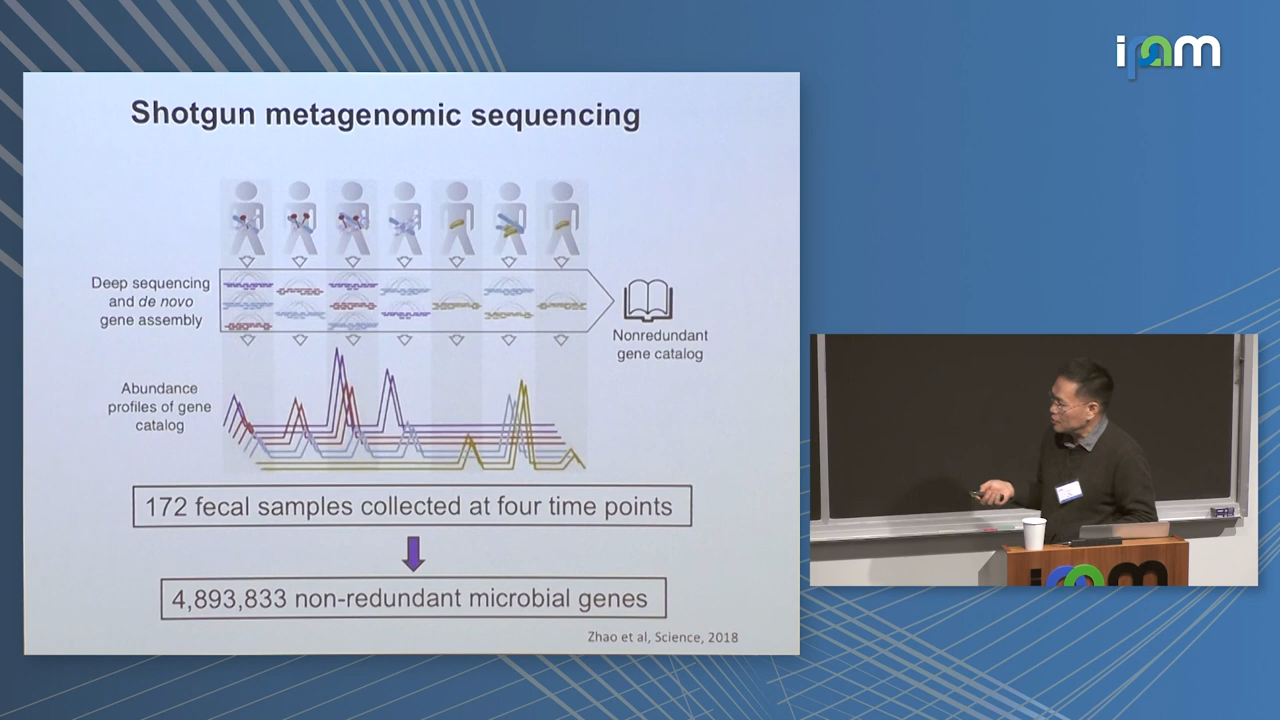 ipam
Shotgun metagenomic sequencing
Deep sequencing
and de novo
gene assembly
Nonredundant
gene catalog
Abundance
profiles of gene
catalog
172 fecal samples collected at four time points
4,893,833 non-redundant microbial genes
Zhao et al, Science, 2018
ipam